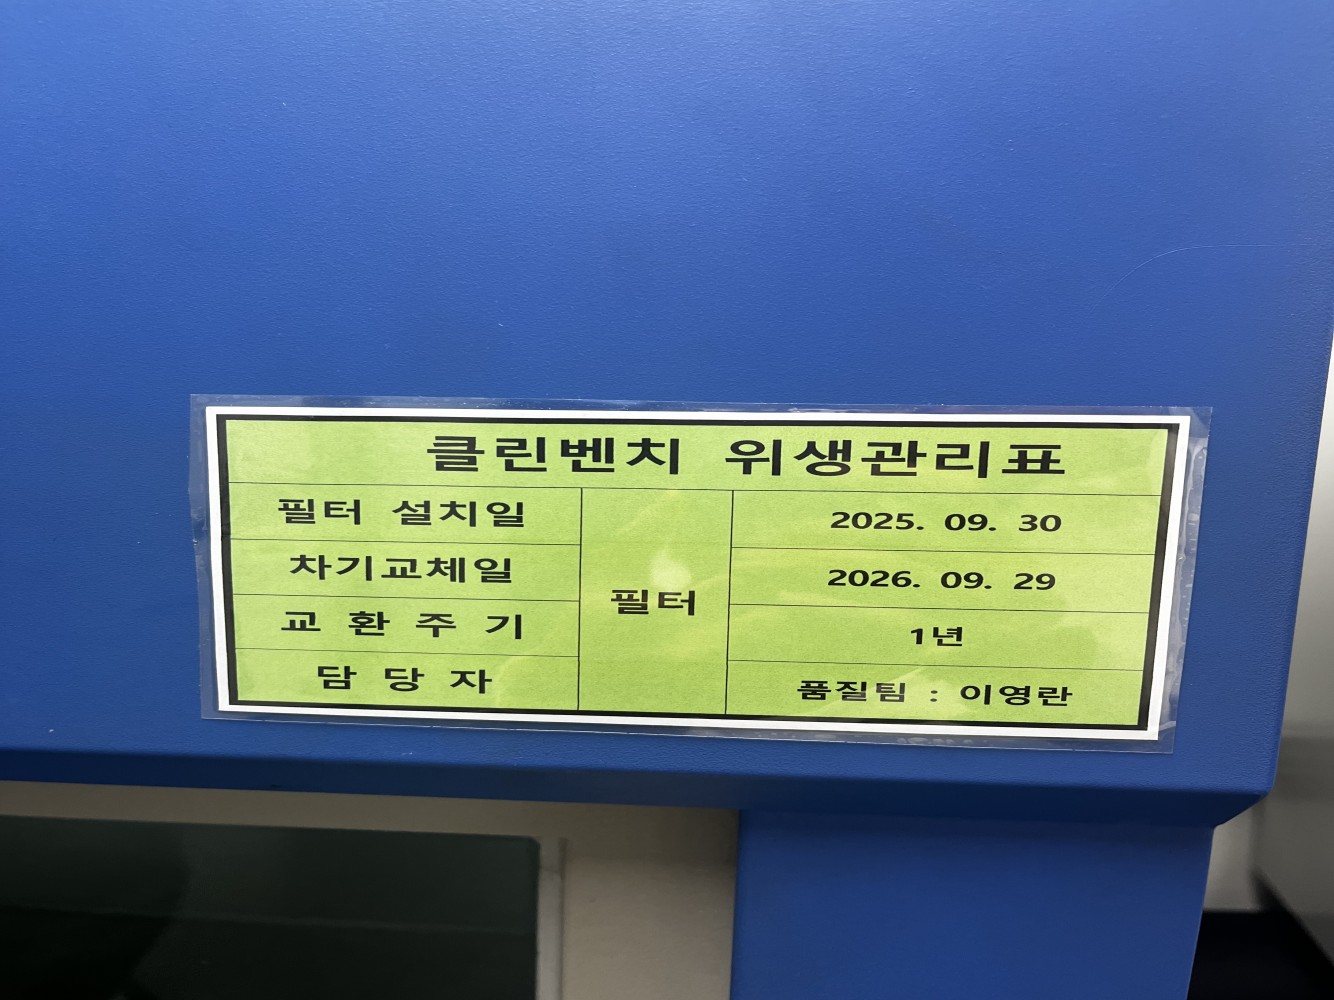 클린벤치 위생관리표
필터 설치일 2025. 09. 30
차기교체일 2026. 09. 29
필터
교 환 주 기 1년
담 당 자 품질팀 : 이영란